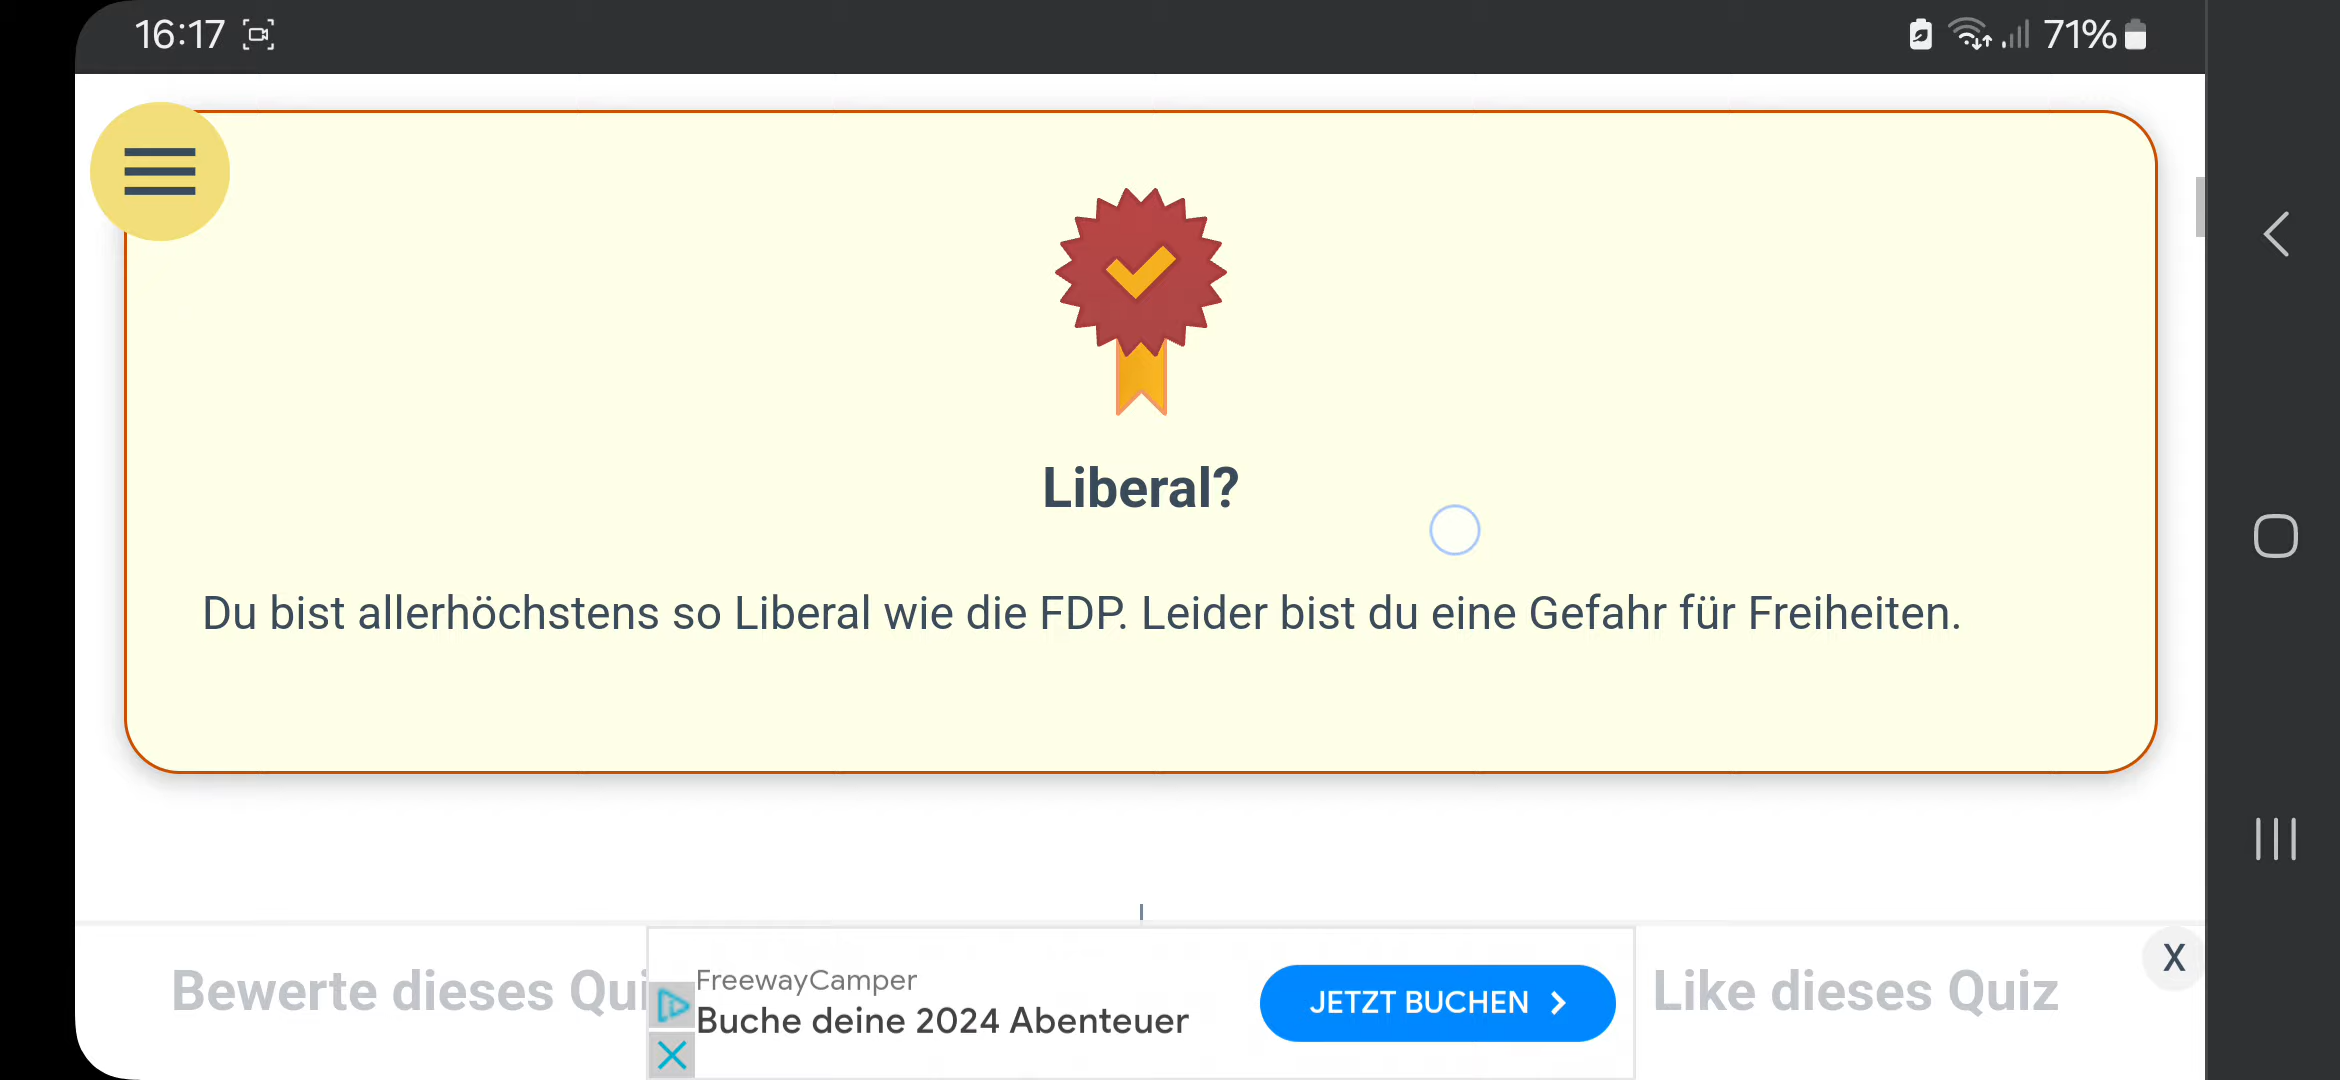 16:17
71%
Liberal?
Du bist allerhöchstens so Liberal wie die FDP. Leider bist du eine Gefahr für Freiheiten.
Bewerte dieses Qui
FreewayCamper
Buche deine 2024 Abenteuer
JETZT BUCHEN
Like dieses Quiz
X